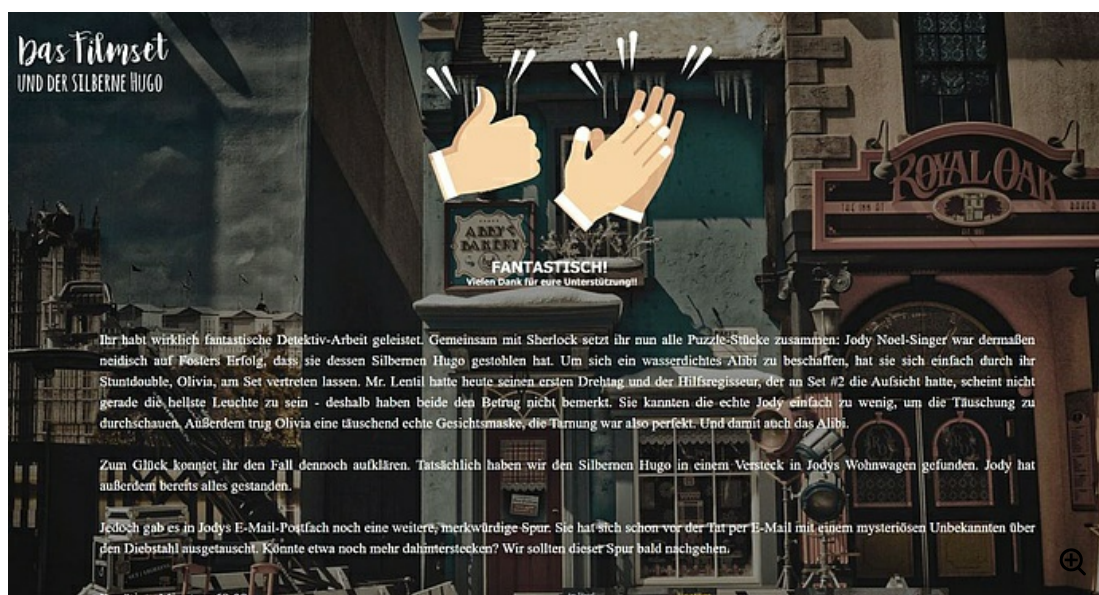 Das Filmset
UND DER SILBERNE HUGO
ABBY'S
BAKERY
ROYAL OAK
FANTASTISCH!
Vielen Dank für eure Unterstützung!!
Ihr habt wirklich fantastische Detektiv-Arbeit geleistet. Gemeinsam mit Sherlock setzt ihr nun alle Puzzle-Stücke zusammen: Jody Noel-Singer war dermaßen
neidisch auf Fosters Erfolg, dass sie dessen Silbernen Hugo gestohlen hat. Um sich ein wasserdichtes Alibi zu beschaffen, hat sie sich einfach durch ihr
Stuntdouble, Olivia, am Set vertreten lassen. Mr. Lentil hatte heute seinen ersten Drehtag und der Hilfsregisseur, der an Set #2 die Aufsicht hatte, scheint nicht
gerade die hellste Leuchte zu sein - deshalb haben beide den Betrug nicht bemerkt. Sie kannten die echte Jody einfach zu wenig, um die Täuschung zu
durchschauen. Außerdem trug Olivia eine täuschend echte Gesichtsmaske, die Tarnung war also perfekt. Und damit auch das Alibi.
Zum Glück konntet ihr den Fall dennoch aufklären. Tatsächlich haben wir den Silbernen Hugo in einem Versteck in Jodys Wohnwagen gefunden. Jody hat
außerdem bereits alles gestanden.
Jedoch gab es in Jodys E-Mail-Postfach noch eine weitere, merkwürdige Spur. Sie hat sich schon vor der Tat per E-Mail mit einem mysteriösen Unbekannten über
den Diebstahl ausgetauscht. Könnte etwa noch mehr dahinterstecken? Wir sollten dieser Spur bald nachgehen.